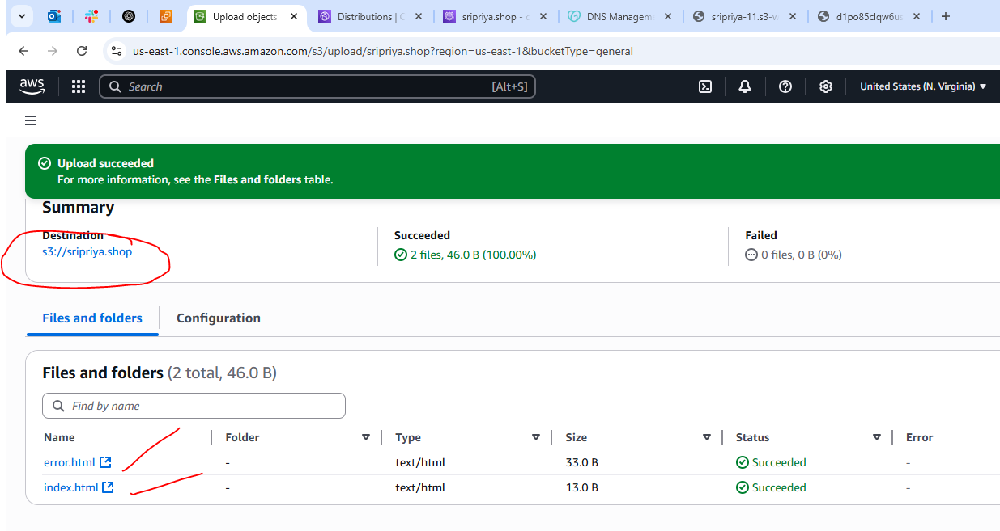 Upload objects
Distributions | C
sripriya.shop - c
DNS Managem
sripriya-11.s3-w
d1po85clqw6us
us-east-1.console.aws.amazon.com/s3/upload/sripriya.shop?region=us-east-1&bucketType=general
aws
Search
[Alt+S]
United States (N. Virginia)
Upload succeeded
For more information, see the Files and folders table.
Summary
Destination
s3://sripriya.shop
Succeeded
2 files, 46.0 B (100.00%)
Failed
0 files, 0 B (0%)
Files and folders
Configuration
Files and folders (2 total, 46.0 B)
Find by name
Name Folder Type Size Status Error
error.html - text/html 33.0 B Succeeded -
index.html - text/html 13.0 B Succeeded -